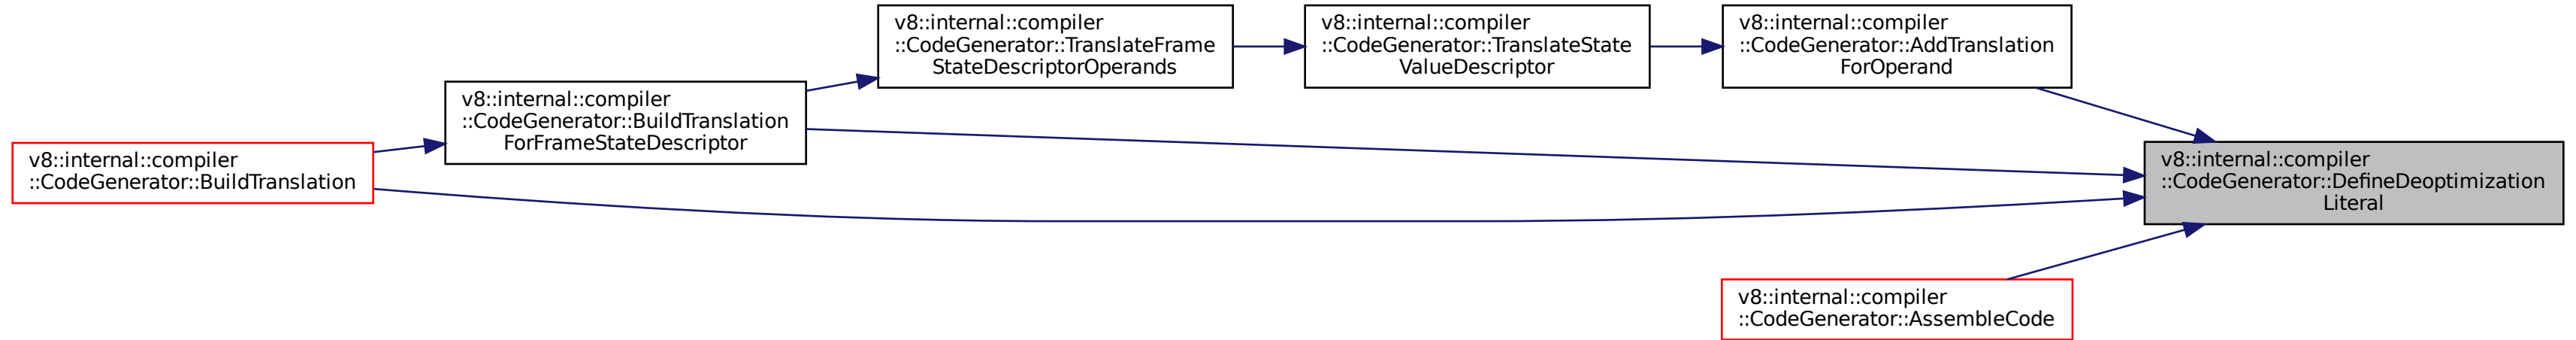 v8::internal::compiler
::CodeGenerator::BuildTranslation
v8::internal::compiler
::CodeGenerator::BuildTranslation
ForFrameStateDescriptor
v8::internal::compiler
::CodeGenerator::TranslateFrame
StateDescriptorOperands
v8::internal::compiler
::CodeGenerator::TranslateState
ValueDescriptor
v8::internal::compiler
::CodeGenerator::AddTranslation
ForOperand
v8::internal::compiler
::CodeGenerator::DefineDeoptimization
Literal
v8::internal::compiler
::CodeGenerator::AssembleCode